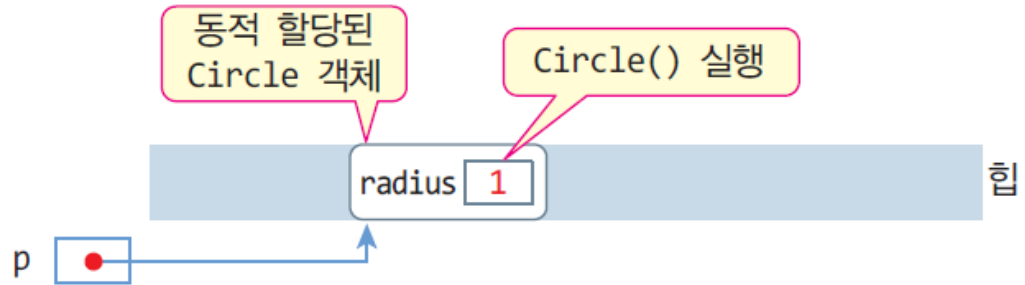 동적 할당된
Circle 객체
Circle() 실행
radius 1
힙
p